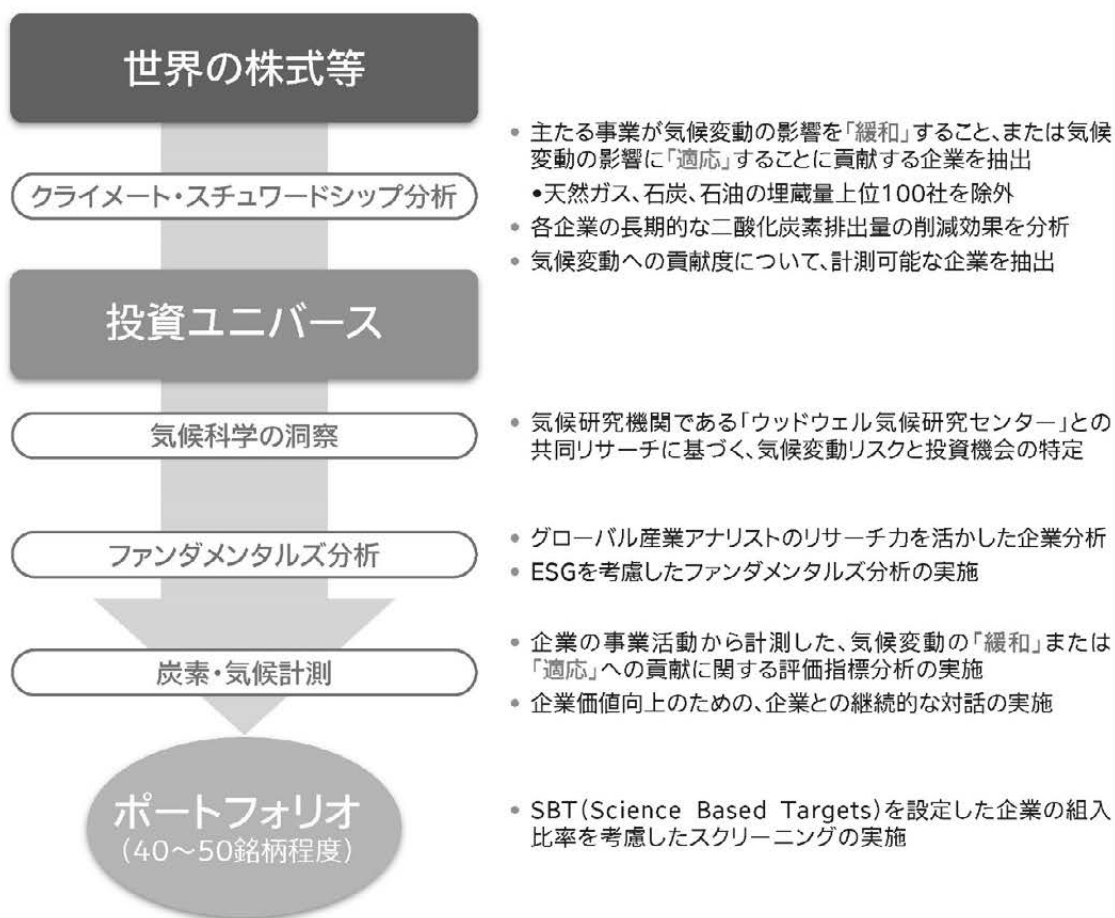 世界の株式等
• 主たる事業が気候変動の影響を「緩和」すること、または気候
変動の影響に「適応」することに貢献する企業を抽出
•天然ガス、石炭、石油の埋蔵量上位100社を除外
• 各企業の長期的な二酸化炭素排出量の削減効果を分析
• 気候変動への貢献度について、計測可能な企業を抽出
クライメート・スチュワードシップ分析
投資ユニバース
気候科学の洞察
• 気候研究機関である「ウッドウェル気候研究センター」との
共同リサーチに基づく、気候変動リスクと投資機会の特定
ファンダメンタルズ分析
• グローバル産業アナリストのリサーチ力を活かした企業分析
• ESGを考慮したファンダメンタルズ分析の実施
炭素・気候計測
• 企業の事業活動から計測した、気候変動の「緩和」または
「適応」への貢献に関する評価指標分析の実施
• 企業価値向上のための、企業との継続的な対話の実施
ポートフォリオ
(40〜50銘柄程度)
• SBT(Science Based Targets)を設定した企業の組入
比率を考慮したスクリーニングの実施